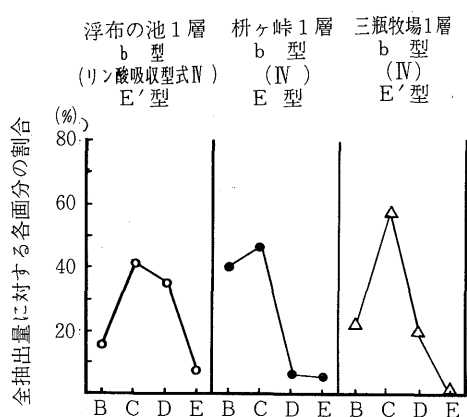 浮布の池1層
b 型
(リン酸吸収型式Ⅳ)
E′型
枡ヶ峠1層
b 型
(Ⅳ)
E 型
三瓶牧場1層
b 型
(Ⅳ)
E′型
全抽出量に対する各画分の割合
(%)
80
60
40
20
B C D E
B C D E
B C D E